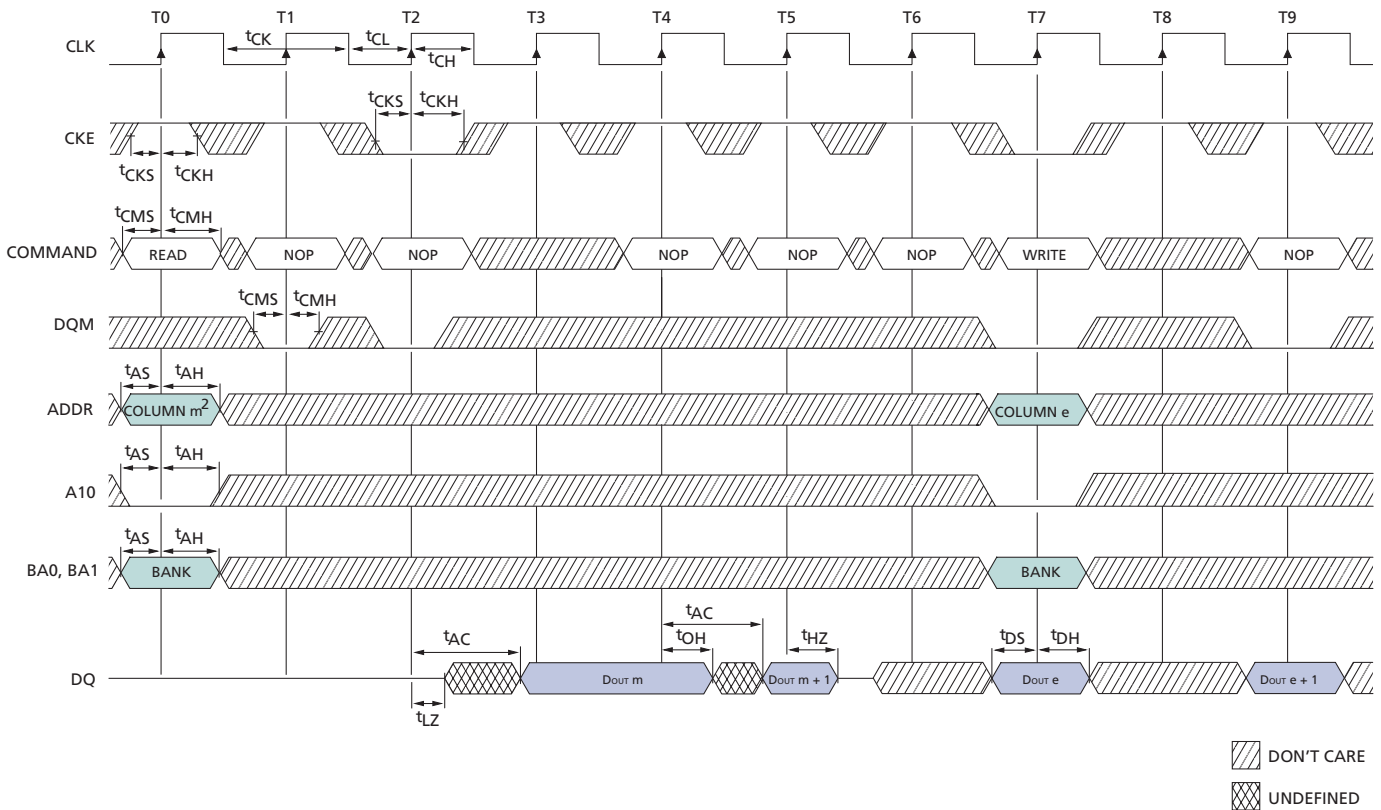 T0 T1 T2 T3 T4 T5 T6 T7 T8 T9
CLK
tCK tCL
tCH
tCKS tCKH
CKE
tCKS tCKH
tCMS tCMH
COMMAND READ NOP NOP NOP NOP NOP WRITE NOP
tCMS tCMH
DQM
tAS tAH
ADDR COLUMN m2 COLUMN e
tAS tAH
A10
tAS tAH
BA0, BA1 BANK BANK
tAC tAC
tOH tHZ tDS tDH
DQ DOUT m DOUT m + 1 DOUT e DOUT e + 1
tLZ
DON'T CARE
UNDEFINED